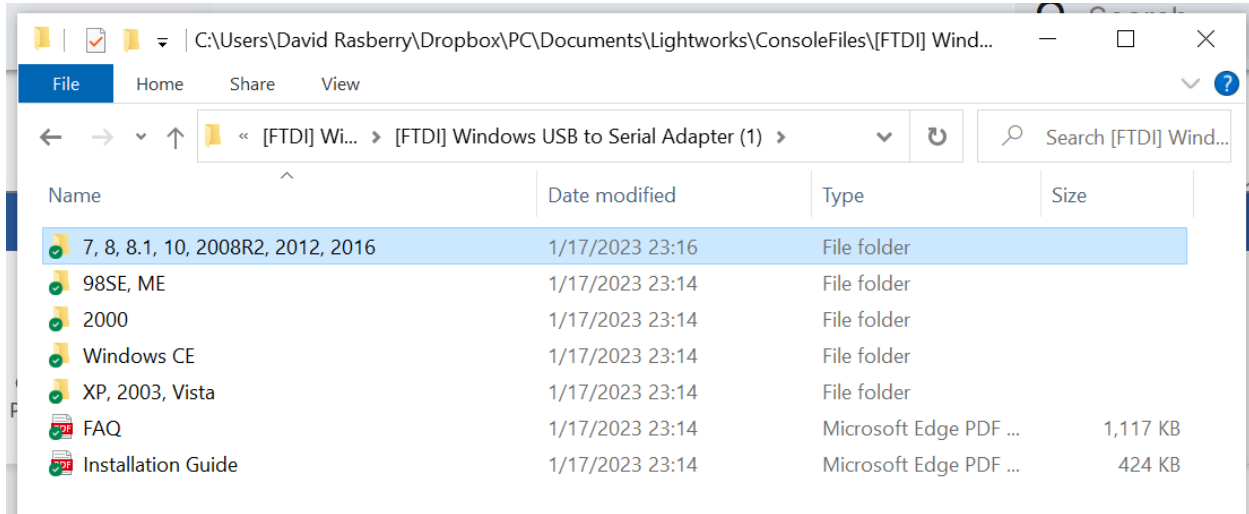 C:\Users\David Rasberry\Dropbox\PC\Documents\Lightworks\ConsoleFiles\[FTDI] Wind...
File Home Share View
« [FTDI] Wi... > [FTDI] Windows USB to Serial Adapter (1) > Search [FTDI] Wind...
Name Date modified Type Size
7, 8, 8.1, 10, 2008R2, 2012, 2016 1/17/2023 23:16 File folder
98SE, ME 1/17/2023 23:14 File folder
2000 1/17/2023 23:14 File folder
Windows CE 1/17/2023 23:14 File folder
XP, 2003, Vista 1/17/2023 23:14 File folder
FAQ 1/17/2023 23:14 Microsoft Edge PDF ... 1,117 KB
Installation Guide 1/17/2023 23:14 Microsoft Edge PDF ... 424 KB